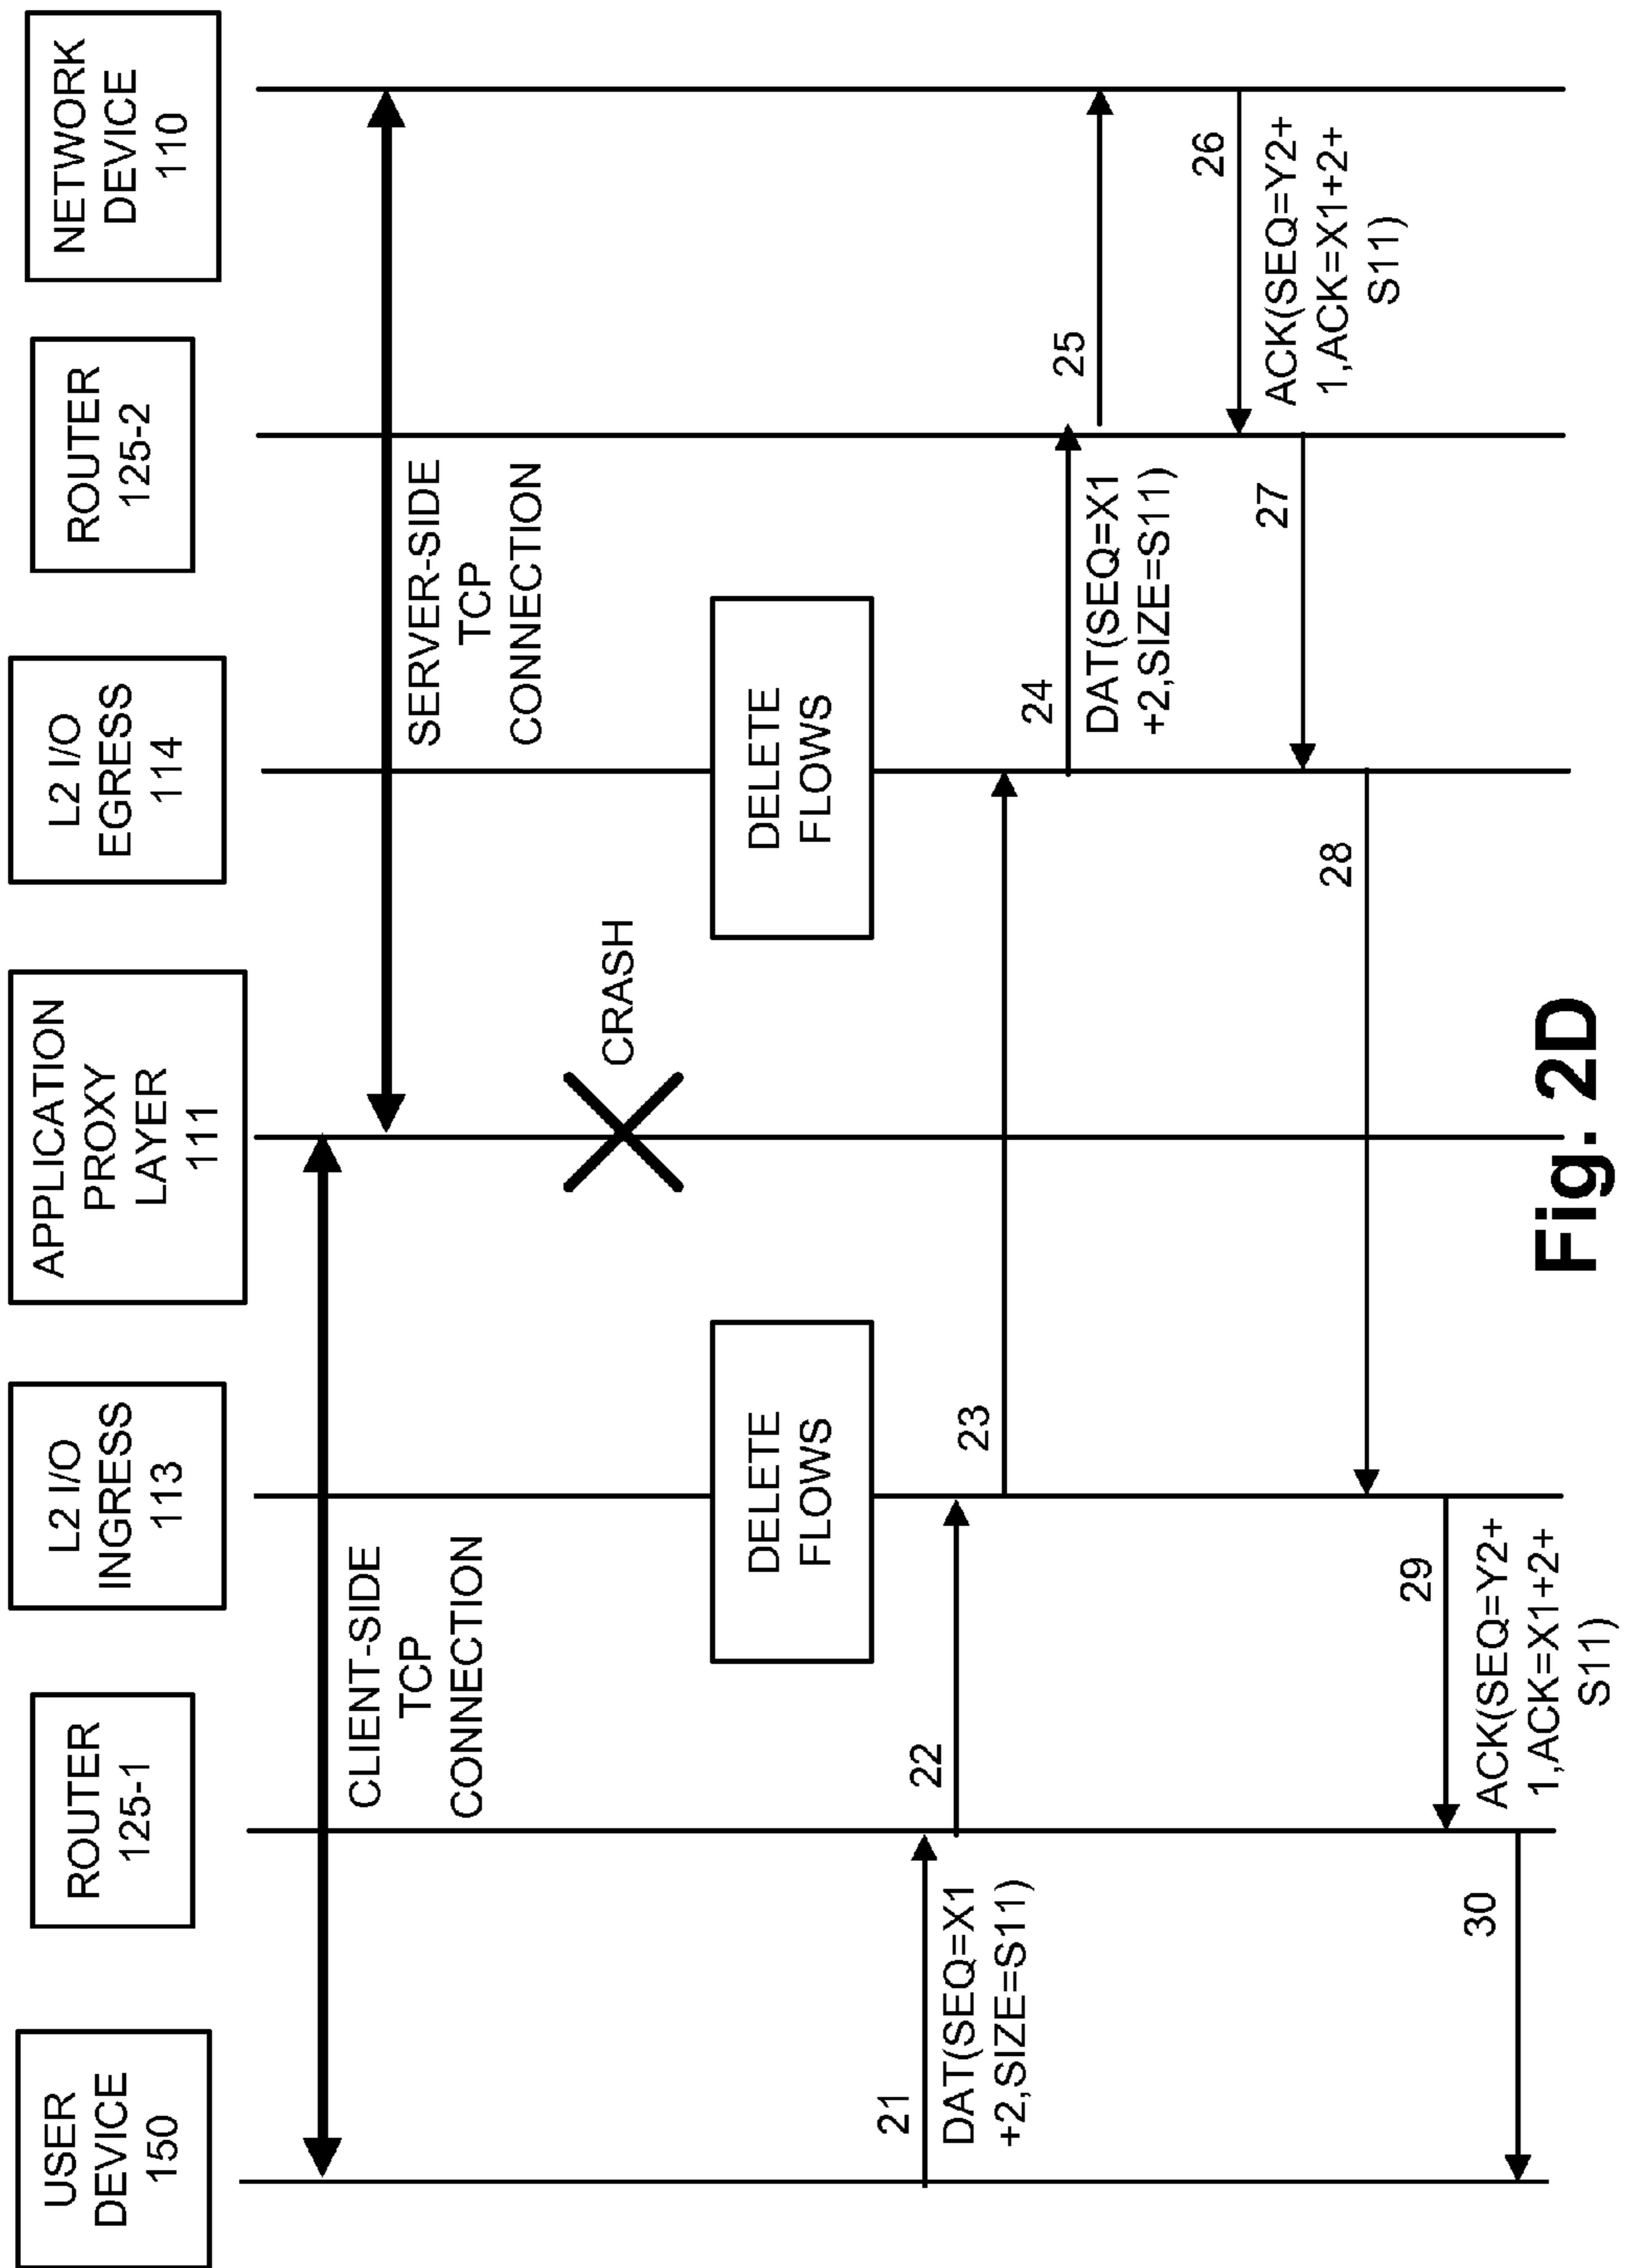 USER
DEVICE
150
ROUTER
125-1
L2 I/O
INGRESS
113
APPLICATION
PROXY
LAYER
111
L2 I/O
EGRESS
114
ROUTER
125-2
NETWORK
DEVICE
110
CLIENT-SIDE
TCP
CONNECTION
SERVER-SIDE
TCP
CONNECTION
CRASH
DELETE
FLOWS
DELETE
FLOWS
21
DAT(SEQ=X1
+2,SIZE=S11)
22
23
24
DAT(SEQ=X1
+2,SIZE=S11)
25
26
ACK(SEQ=Y2+
1,ACK=X1+2+
S11)
27
28
29
ACK(SEQ=Y2+
1,ACK=X1+2+
S11)
30
Fig. 2D